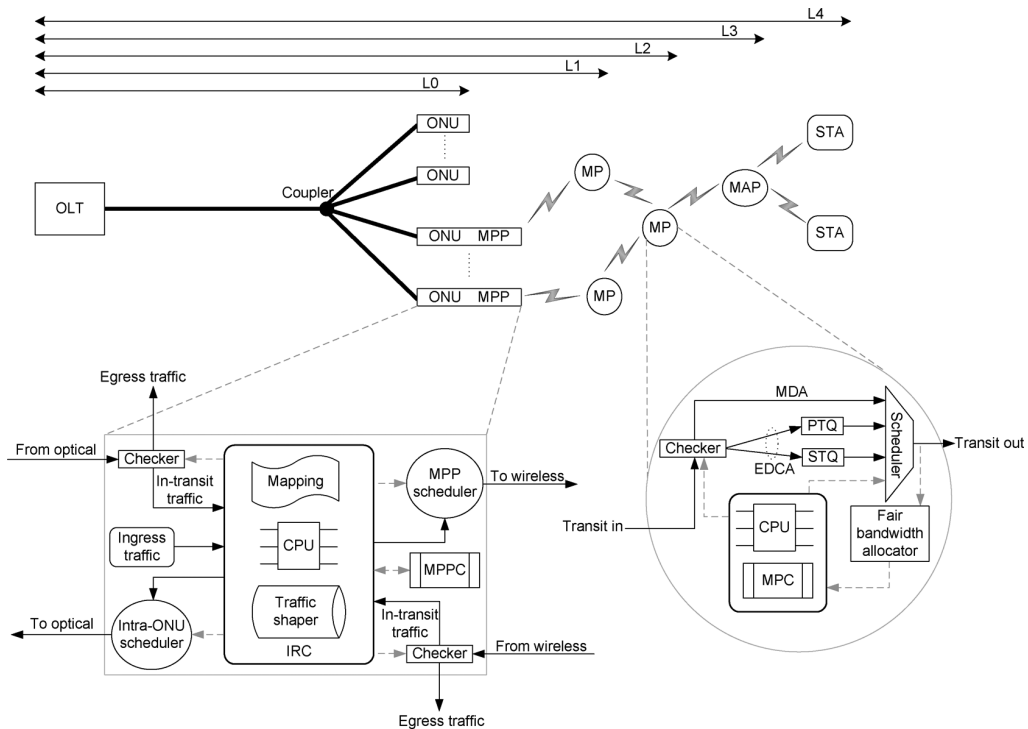 L4
L3
L2
L1
L0
ONU
STA
ONU
MP
MAP
Coupler
OLT
MP
ONU MPP
STA
ONU MPP
MP
Egress traffic
MDA
From optical
Checker
In-transit
traffic
Mapping
MPP
scheduler
To wireless
Ingress
traffic
CPU
MPPC
Traffic
shaper
IRC
In-transit
traffic
To optical
Intra-ONU
scheduler
Checker
From wireless
Egress traffic
Checker
EDCA
PTQ
STQ
Scheduler
Transit out
Transit in
CPU
MPC
Fair
bandwidth
allocator